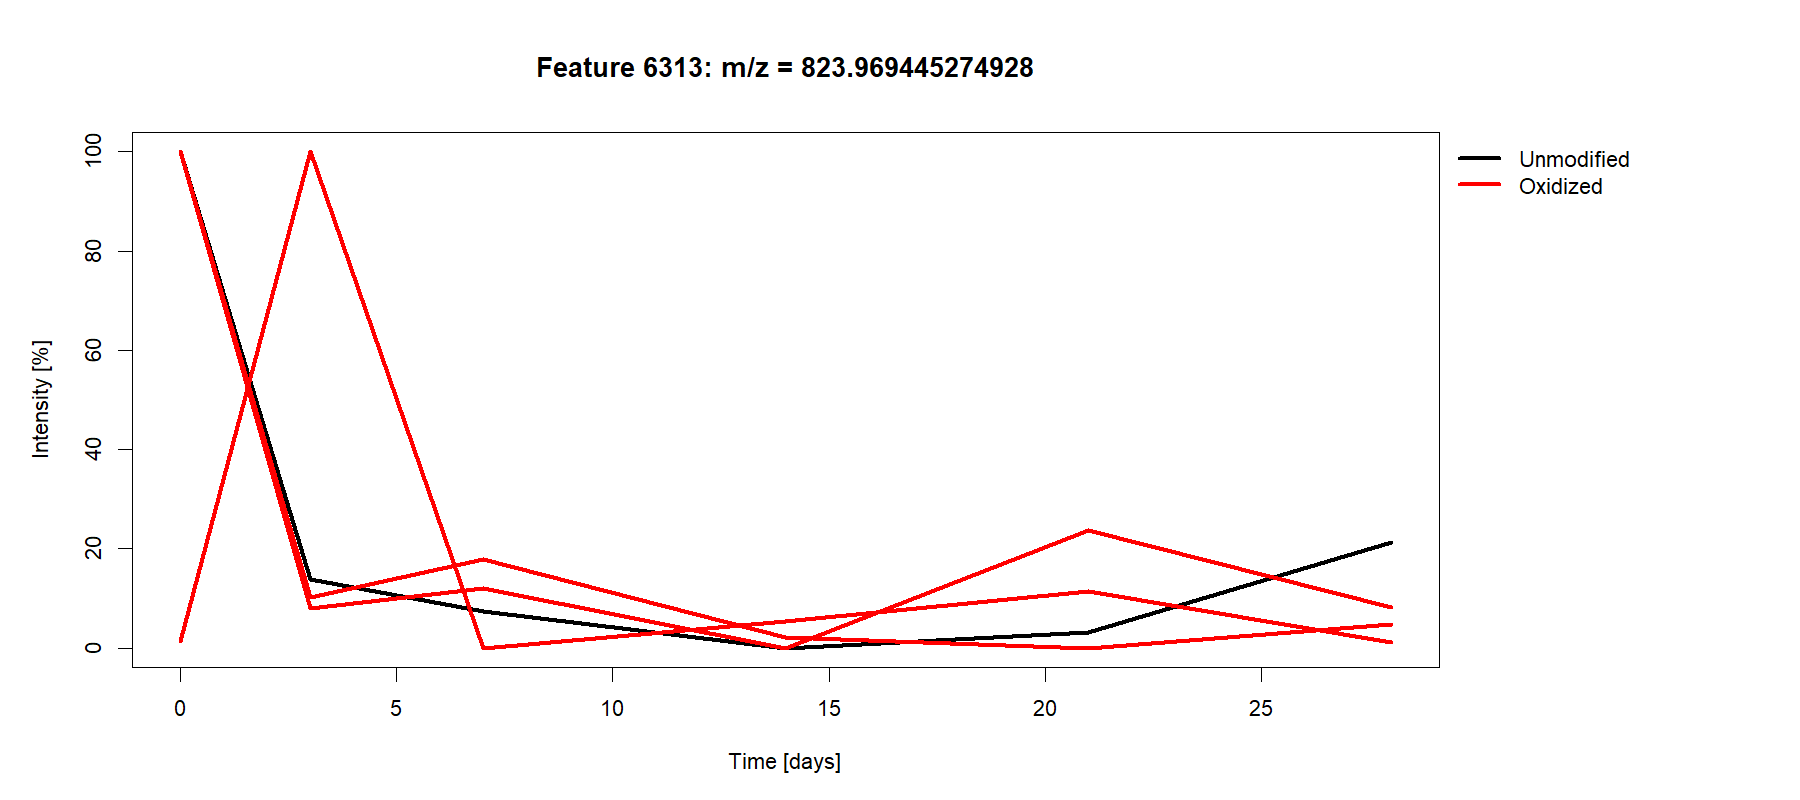 Feature 6313: m/z = 823.969445274928
Unmodified
Oxidized
Intensity [%]
100
80
60
40
20
0
0 5 10 15 20 25
Time [days]